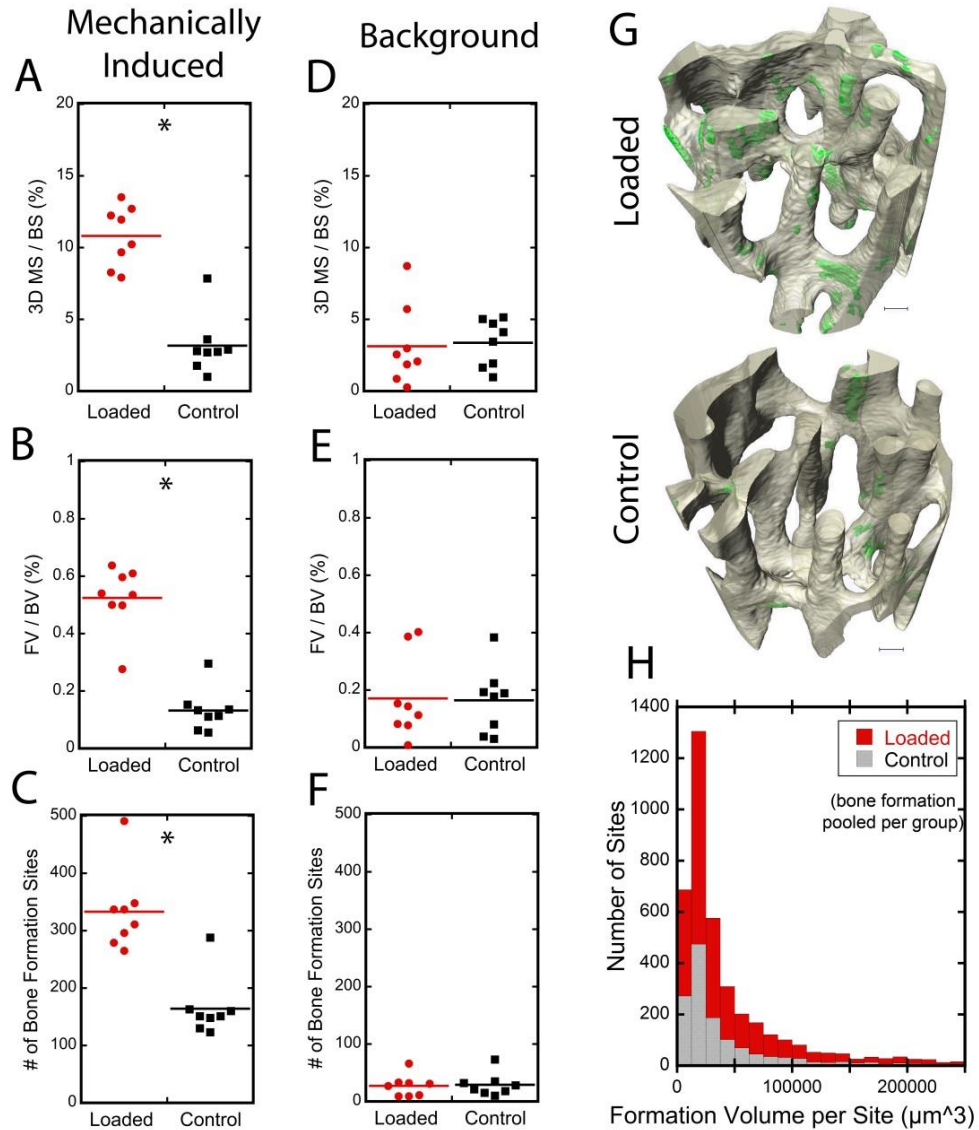 Mechanically
Induced
Background
A
20
15
10
5
0
3D MS / BS (%)
*
Loaded Control
D
20
15
10
5
0
3D MS / BS (%)
Loaded Control
B
1
0.8
0.6
0.4
0.2
0
FV / BV (%)
*
Loaded Control
E
1
0.8
0.6
0.4
0.2
0
FV / BV (%)
Loaded Control
C
500
400
300
200
100
0
# of Bone Formation Sites
*
Loaded Control
F
500
400
300
200
100
0
# of Bone Formation Sites
Loaded Control
G
Loaded
Control
H
1400
1200
1000
800
600
400
200
0
Number of Sites
Loaded
Control
(bone formation
pooled per group)
0 100000 200000
Formation Volume per Site (µm^3)